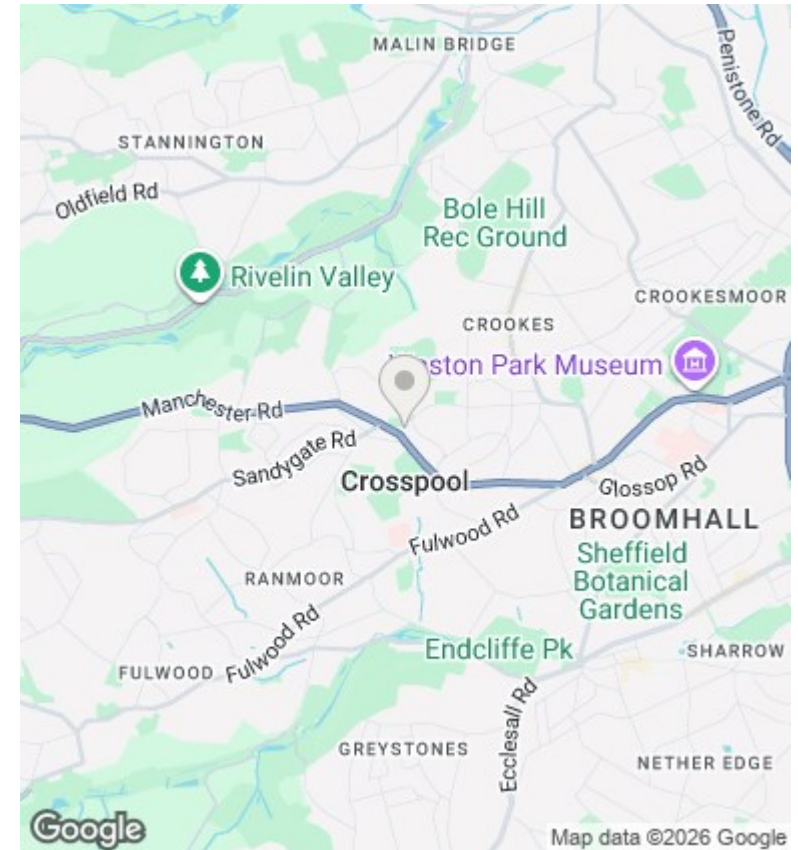 MALIN BRIDGE
Penistone Rd
STANNINGTON
Oldfield Rd
Bole Hill
Rec Ground
Rivelin Valley
CROOKESMOOR
CROOKES
Park Museum
Manchester Rd
Sandygate Rd
Crosspool
Glossop Rd
Fulwood Rd
BROOMHALL
Sheffield
Botanical
Gardens
RANMOOR
Fulwood Rd
Endcliffe Pk
SHARROW
FULWOOD
Ecclesall Rd
GREYSTONES
NETHER EDGE
Google
Map data ©2026 Google